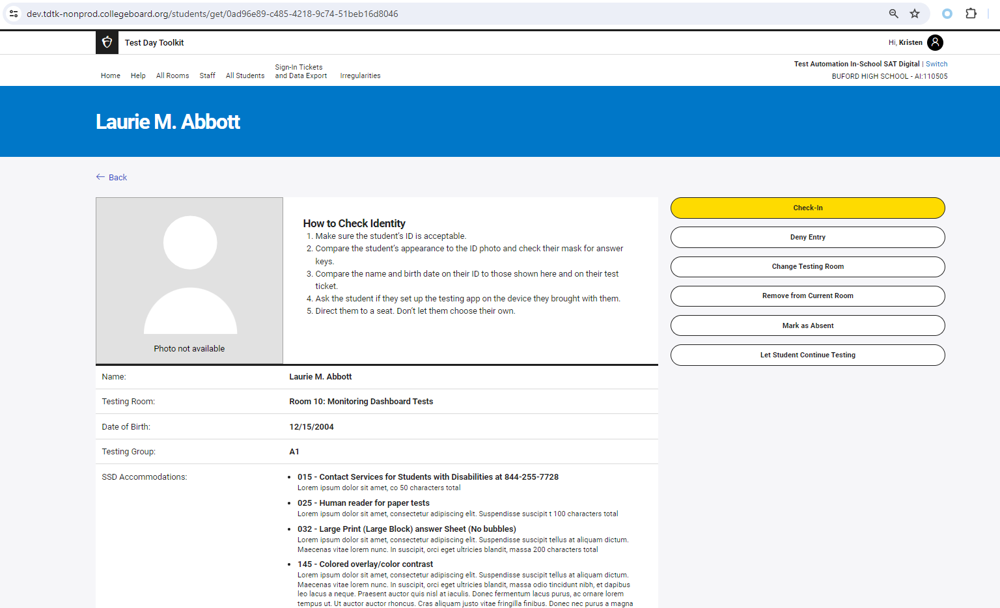 dev.tdtk-nonprod.collegeboard.org/students/get/0ad96e89-c485-4218-9c74-51beb16d8046
Test Day Toolkit
Hi, Kristen
Home
Help
All Rooms
Staff
All Students
Sign-In Tickets
and Data Export
Irregularities
Test Automation In-School SAT Digital | Switch
BUFORD HIGH SCHOOL - AI:110505
Laurie M. Abbott
← Back
Photo not available
How to Check Identity
1. Make sure the student's ID is acceptable.
2. Compare the student's appearance to the ID photo and check their mask for answer
keys.
3. Compare the name and birth date on their ID to those shown here and on their test
ticket.
4. Ask the student if they set up the testing app on the device they brought with them.
5. Direct them to a seat. Don't let them choose their own.
Check-In
Deny Entry
Change Testing Room
Remove from Current Room
Mark as Absent
Let Student Continue Testing
Name: Laurie M. Abbott
Testing Room: Room 10: Monitoring Dashboard Tests
Date of Birth: 12/15/2004
Testing Group: A1
SSD Accommodations:
• 015 - Contact Services for Students with Disabilities at 844-255-7728
Lorem ipsum dolor sit amet, co 50 characters total
• 025 - Human reader for paper tests
Lorem ipsum dolor sit amet, consectetur adipiscing elit. Suspendisse suscipit t 100 characters total
• 032 - Large Print (Large Block) answer Sheet (No bubbles)
Lorem ipsum dolor sit amet, consectetur adipiscing elit. Suspendisse suscipit tellus at aliquam dictum.
Maecenas vitae lorem nunc. In suscipit, orci eget ultricies blandit, massa 200 characters total
• 145 - Colored overlay/color contrast
Lorem ipsum dolor sit amet, consectetur adipiscing elit. Suspendisse suscipit tellus at aliquam dictum.
Maecenas vitae lorem nunc. In suscipit, orci eget ultricies blandit, massa odio tincidunt nibh, et dapibus
leo lacus a neque. Praesent auctor quis nisl at iaculis. Donec fermentum lacus purus, ac ornare lorem
tempus ut. Ut auctor auctor rhoncus. Cras aliquam justo vitae fringilla finibus. Donec nec purus a magna